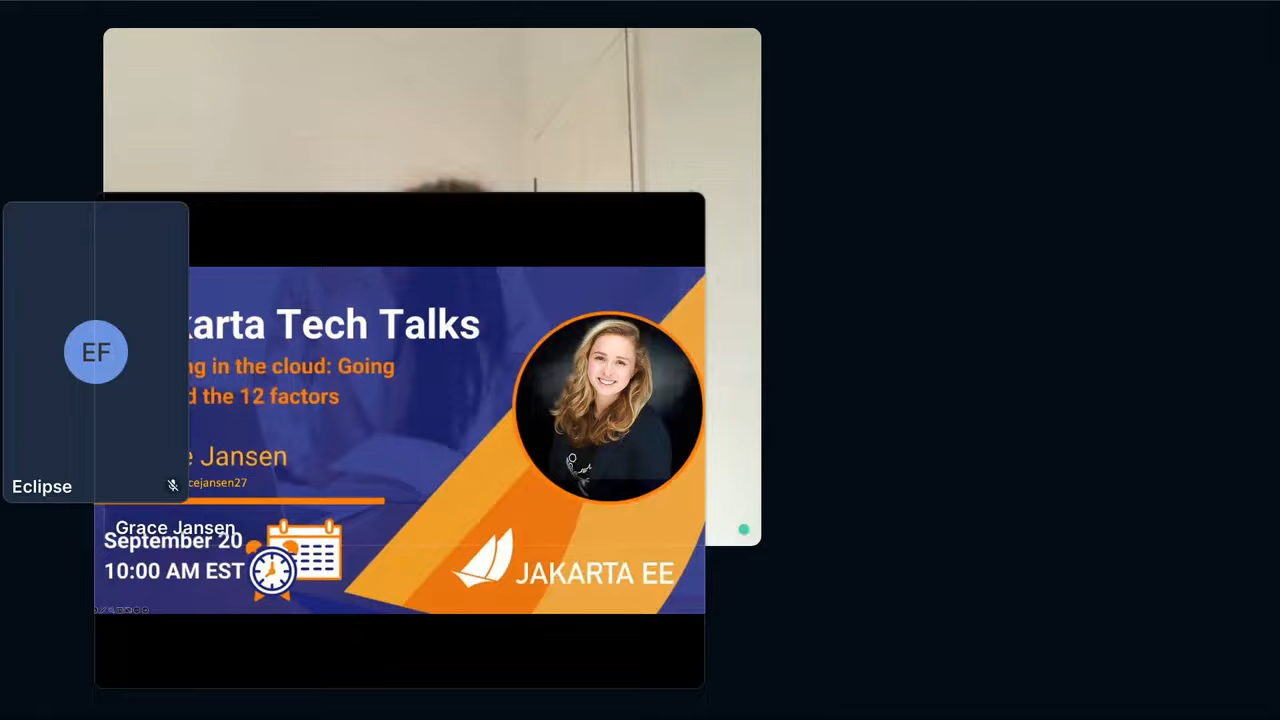 karta Tech Talks
ng in the cloud: Going
d the 12 factors
EF
e Jansen
cejansen27
Eclipse
Grace Jansen
September 20
10:00 AM EST
JAKARTA EE